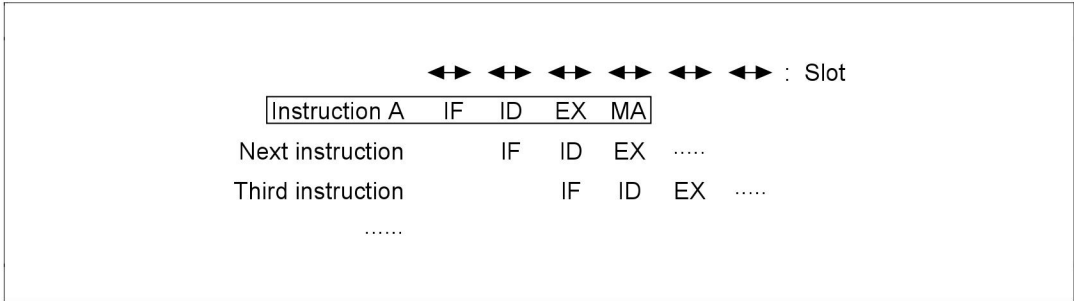 : Slot
Instruction A IF ID EX MA
Next instruction IF ID EX .....
Third instruction IF ID EX .....
......